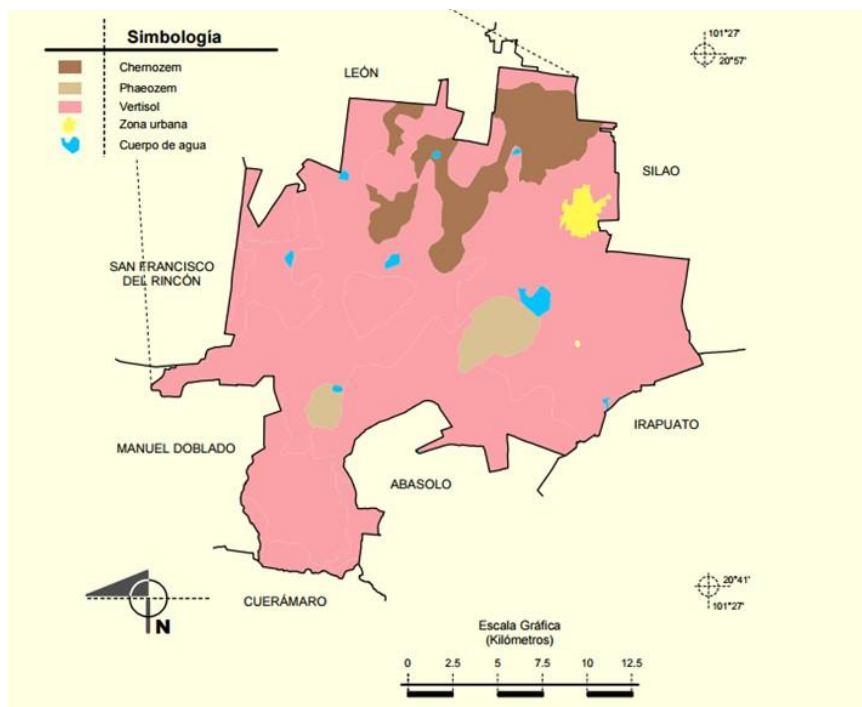 Simbología
Chernozem
Phaeozem
Vertisol
Zona urbana
Cuerpo de agua
LEÓN
101°27'
20°57'
SILAO
SAN FRANCISCO
DEL RINCÓN
MANUEL DOBLADO
IRAPUATO
ABASOLO
CUERÁMARO
N
20°41'
101°27'
Escala Gráfica
(Kilómetros)
0 2.5 5 7.5 10 12.5